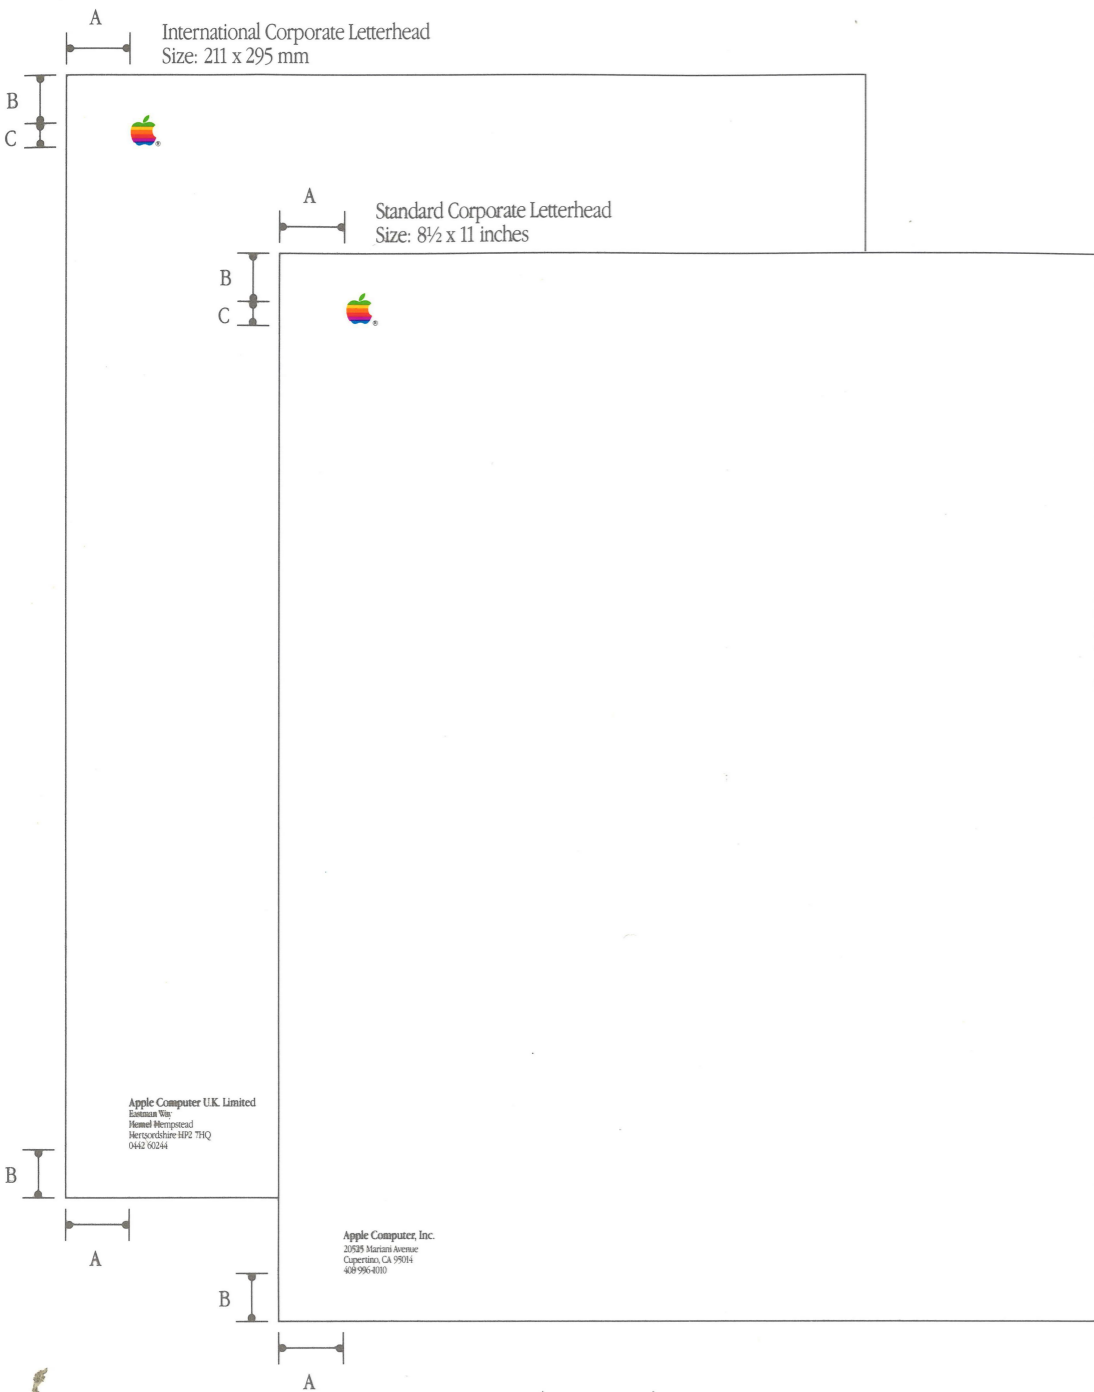 A
International Corporate Letterhead
Size: 211 x 295 mm
B
C
®
A
Standard Corporate Letterhead
Size: 8½ x 11 inches
B
C
®
Apple Computer U.K. Limited
Eastman Way
Hemel Hempstead
Hertsordshire HP2 7HQ
0442 60244
B
A
Apple Computer, Inc.
20525 Mariani Avenue
Cupertino, CA 95014
408 996-1010
B
A